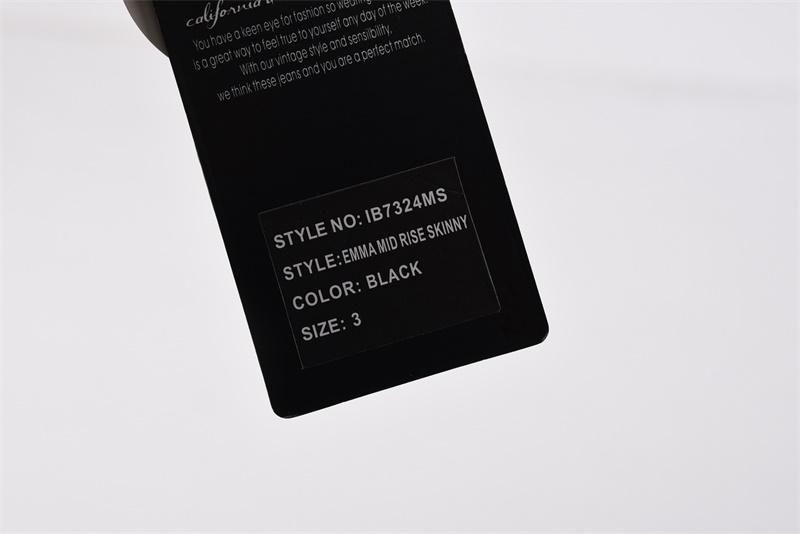 california
You have a keen eye for fashion so wearing
is a great way to feel true to yourself any day of the week.
With our vintage style and sensibility,
we think these jeans and you are a perfect match.
STYLE NO: IB7324MS
STYLE:EMMA MID RISE SKINNY
COLOR: BLACK
SIZE: 3